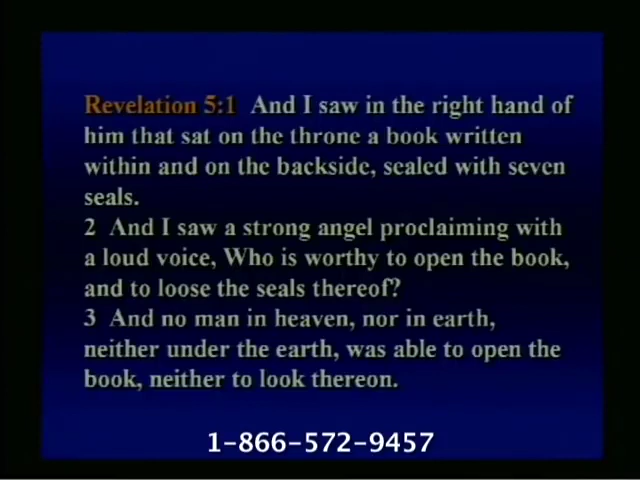 Revelation 5:1 And I saw in the right hand of
him that sat on the throne a book written
within and on the backside, sealed with seven
seals.
2 And I saw a strong angel proclaiming with
a loud voice, Who is worthy to open the book,
and to loose the seals thereof?
3 And no man in heaven, nor in earth,
neither under the earth, was able to open the
book, neither to look thereon.
1-866-572-9457